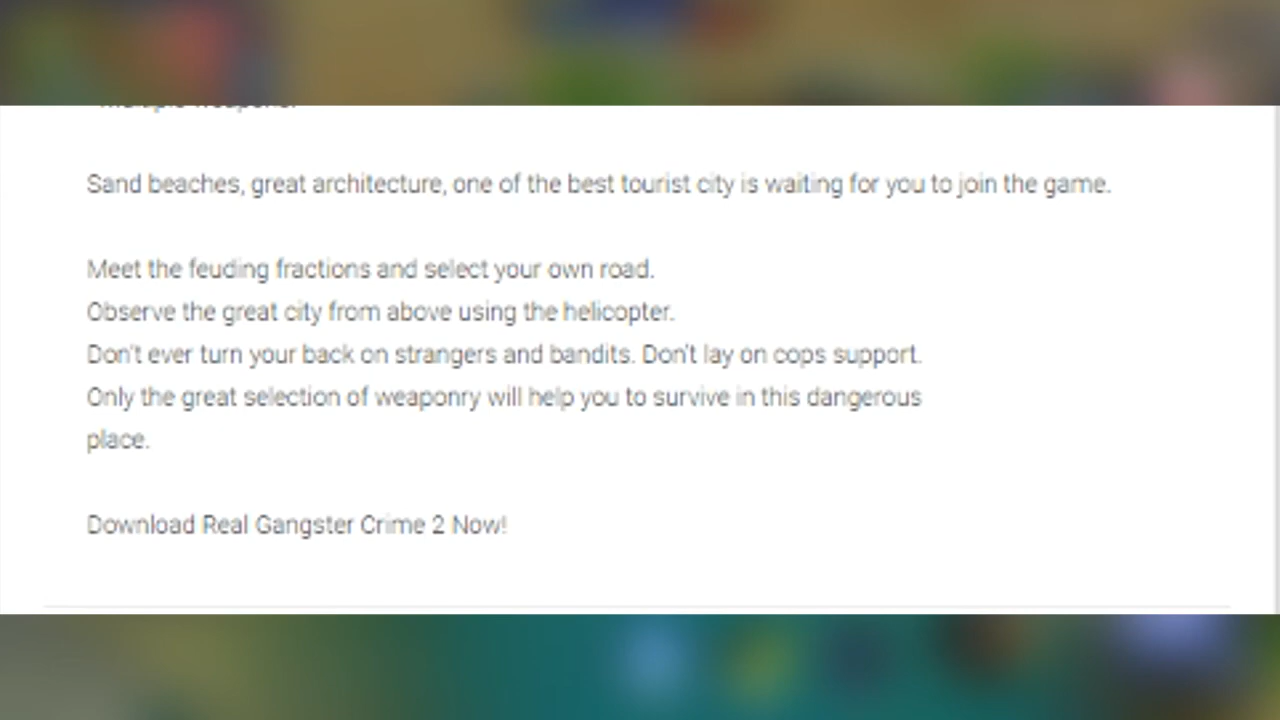 Sand beaches, great architecture, one of the best tourist city is waiting for you to join the game.
Meet the feuding fractions and select your own road.
Observe the great city from above using the helicopter.
Don't ever turn your back on strangers and bandits. Don't lay on cops support.
Only the great selection of weaponry will help you to survive in this dangerous
place.
Download Real Gangster Crime 2 Now!